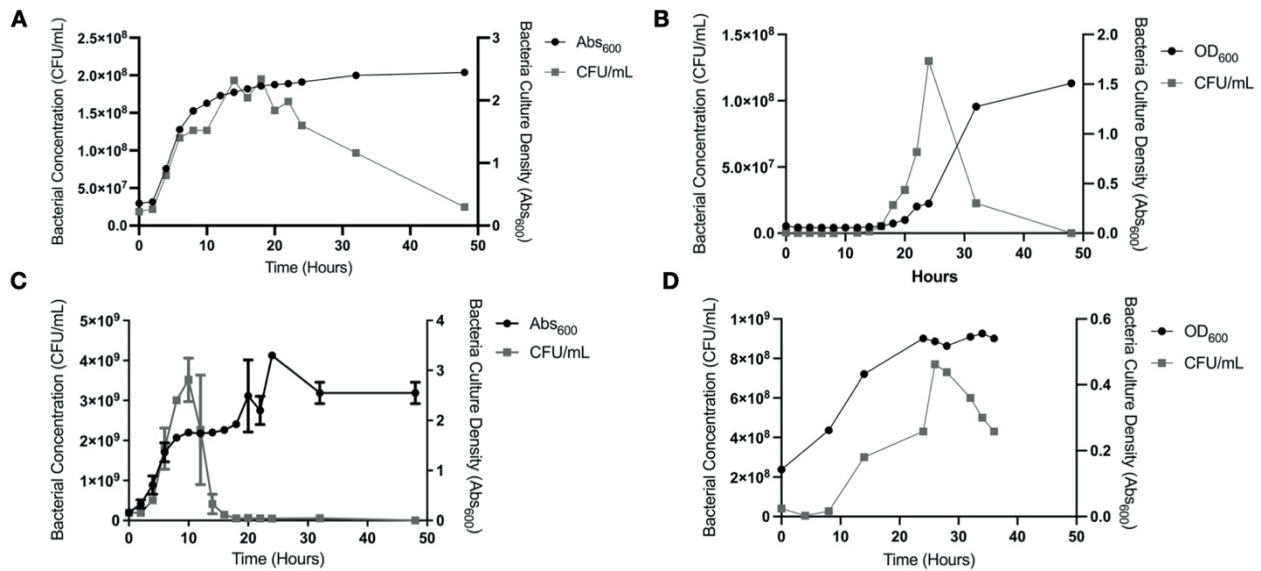 A
Bacterial Concentration (CFU/mL)
2.5×10⁸
2.0×10⁸
1.5×10⁸
1.0×10⁸
5.0×10⁷
0.0
0 10 20 30 40 50
Time (Hours)
3
2
1
0
Bacteria Culture Density (Abs₆₀₀)
Abs₆₀₀
CFU/mL
B
Bacterial Concentration (CFU/mL)
1.5×10⁸
1.0×10⁸
5.0×10⁷
0.0
0 10 20 30 40 50
Hours
2.0
1.5
1.0
0.5
0.0
Bacteria Culture Density (Abs₆₀₀)
OD₆₀₀
CFU/mL
C
Bacterial Concentration (CFU/mL)
5×10⁹
4×10⁹
3×10⁹
2×10⁹
1×10⁹
0
0 10 20 30 40 50
Time (Hours)
4
3
2
1
0
Bacteria Culture Density (Abs₆₀₀)
Abs₆₀₀
CFU/mL
D
Bacterial Concentration (CFU/mL)
1×10⁹
8×10⁸
6×10⁸
4×10⁸
2×10⁸
0
0 10 20 30 40 50
Time (Hours)
0.6
0.4
0.2
0.0
Bacteria Culture Density (Abs₆₀₀)
OD₆₀₀
CFU/mL